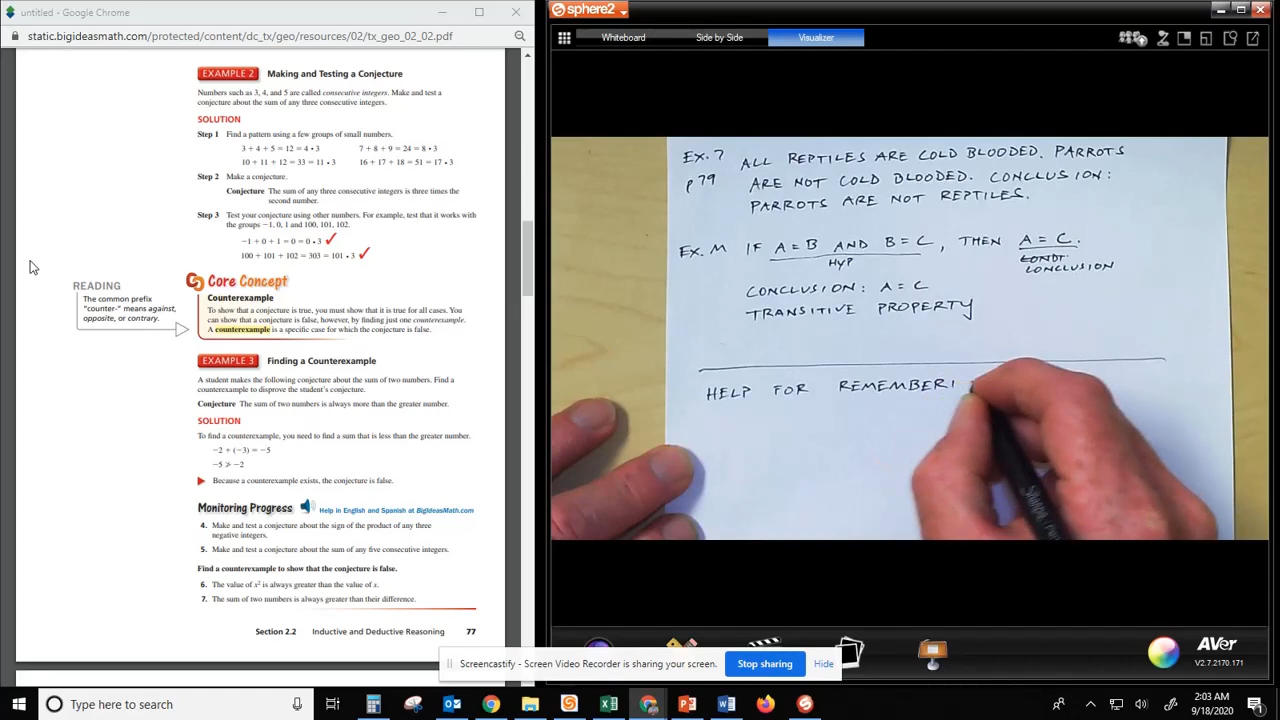 untitled - Google Chrome
static.bigideasmath.com/protected/content/dc_tx/geo/resources/02/tx_geo_02_02.pdf
EXAMPLE 2 Making and Testing a Conjecture
Numbers such as 3, 4, and 5 are called consecutive integers. Make and test a
conjecture about the sum of any three consecutive integers.
SOLUTION
Step 1 Find a pattern using a few groups of small numbers.
3 + 4 + 5 = 12 = 4 • 3 7 + 8 + 9 = 24 = 8 • 3
10 + 11 + 12 = 33 = 11 • 3 16 + 17 + 18 = 51 = 17 • 3
Step 2 Make a conjecture.
Conjecture The sum of any three consecutive integers is three times the
second number.
Step 3 Test your conjecture using other numbers. For example, test that it works with
the groups −1, 0, 1 and 100, 101, 102.
−1 + 0 + 1 = 0 = 0 • 3 ✓
100 + 101 + 102 = 303 = 101 • 3 ✓
READING
The common prefix
"counter-" means against,
opposite, or contrary.
Core Concept
Counterexample
To show that a conjecture is true, you must show that it is true for all cases. You
can show that a conjecture is false, however, by finding just one counterexample.
A counterexample is a specific case for which the conjecture is false.
EXAMPLE 3 Finding a Counterexample
A student makes the following conjecture about the sum of two numbers. Find a
counterexample to disprove the student's conjecture.
Conjecture The sum of two numbers is always more than the greater number.
SOLUTION
To find a counterexample, you need to find a sum that is less than the greater number.
−2 + (−3) = −5
−5 ≯ −2
Because a counterexample exists, the conjecture is false.
Monitoring Progress Help in English and Spanish at BigIdeasMath.com
4. Make and test a conjecture about the sign of the product of any three
negative integers.
5. Make and test a conjecture about the sum of any five consecutive integers.
Find a counterexample to show that the conjecture is false.
6. The value of x² is always greater than the value of x.
7. The sum of two numbers is always greater than their difference.
Section 2.2 Inductive and Deductive Reasoning 77
sphere2
Whiteboard Side by Side Visualizer
EX. 7 ALL REPTILES ARE COLD BLOODED. PARROTS
p 79 ARE NOT COLD BLOODED. CONCLUSION:
PARROTS ARE NOT REPTILES.
EX. M IF A = B AND B = C, THEN A = C.
HYP
CONCLUSION
CONCLUSION: A = C
TRANSITIVE PROPERTY
HELP FOR REMEMBERI
AVer
V2.7.2170.171
Screencastify - Screen Video Recorder is sharing your screen. Stop sharing Hide
Type here to search
2:03 AM
9/18/2020